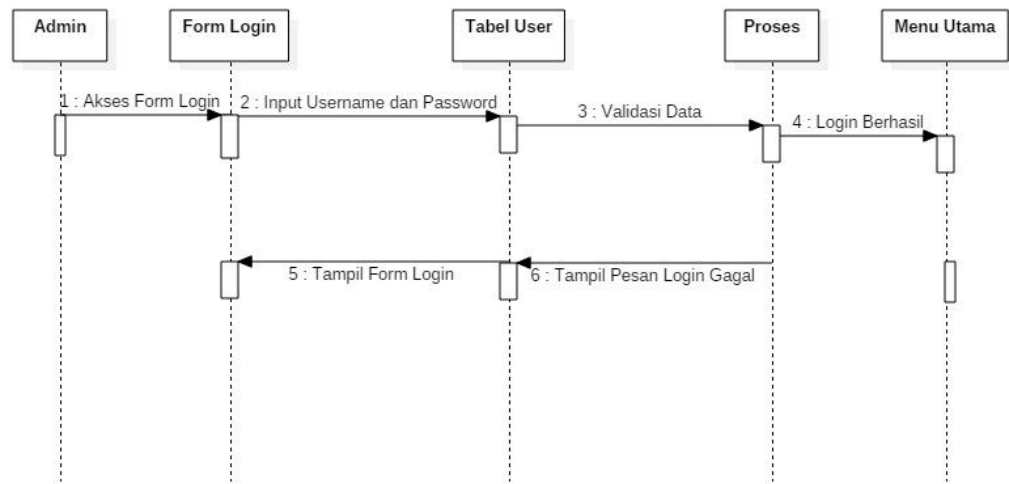 Admin
Form Login
Tabel User
Proses
Menu Utama
1 : Akses Form Login
2 : Input Username dan Password
3 : Validasi Data
4 : Login Berhasil
5 : Tampil Form Login
6 : Tampil Pesan Login Gagal